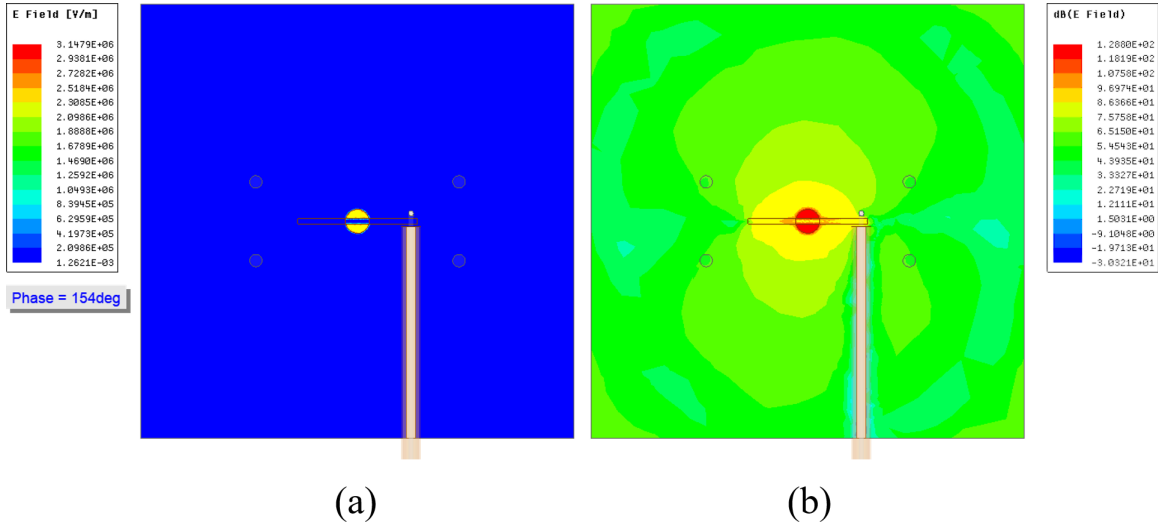 E Field [V/m]
3.1479E+06
2.9381E+06
2.7282E+06
2.5184E+06
2.3085E+06
2.0986E+06
1.8888E+06
1.6789E+06
1.4690E+06
1.2592E+06
1.0493E+06
8.3945E+05
6.2959E+05
4.1973E+05
2.0986E+05
1.2621E-03
Phase = 154deg
dB(E Field)
1.2880E+02
1.1819E+02
1.0758E+02
9.6974E+01
8.6366E+01
7.5758E+01
6.5150E+01
5.4543E+01
4.3935E+01
3.3327E+01
2.2719E+01
1.2111E+01
1.5031E+00
-9.1048E+00
-1.9713E+01
-3.0321E+01
(a)
(b)